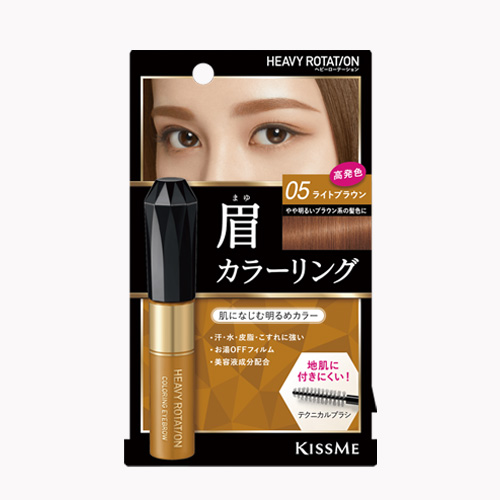 HEAVY ROTATION
ヘビーローテーション
高発色
05 ライトブラウン
やや明るいブラウン系の髪色に
まゆ
眉
カラーリング
肌になじむ明るめカラー
・汗・水・皮脂・こすれに強い
・お湯OFFフィルム
・美容液成分配合
地肌に
付きにくい!
テクニカルブラシ
HEAVY ROTATION
COLORING EYEBROW
KISSME